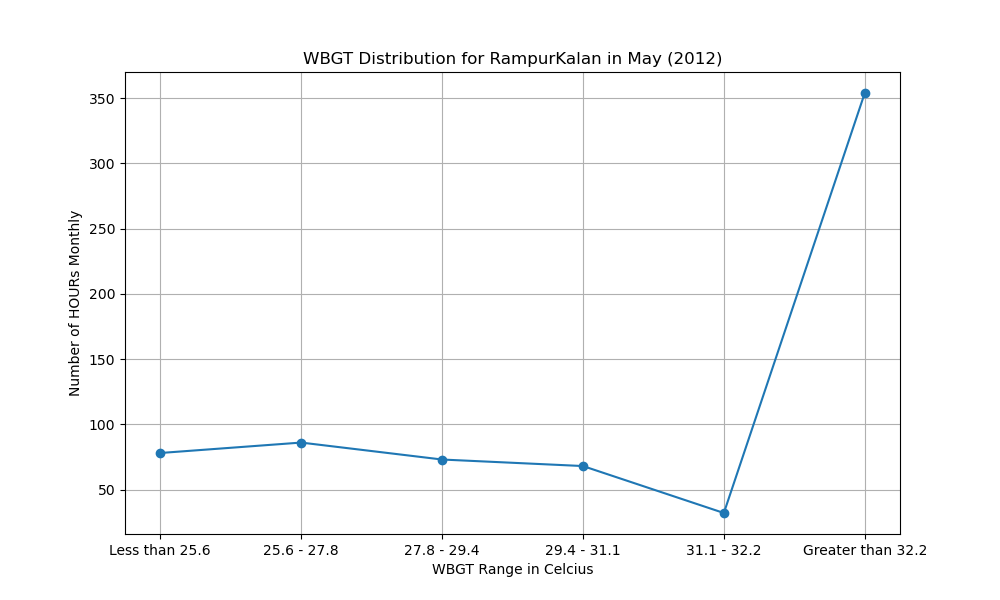 WBGT Distribution for RampurKalan in May (2012)
Number of HOURs Monthly
350
300
250
200
150
100
50
Less than 25.6
25.6 - 27.8
27.8 - 29.4
29.4 - 31.1
31.1 - 32.2
Greater than 32.2
WBGT Range in Celcius